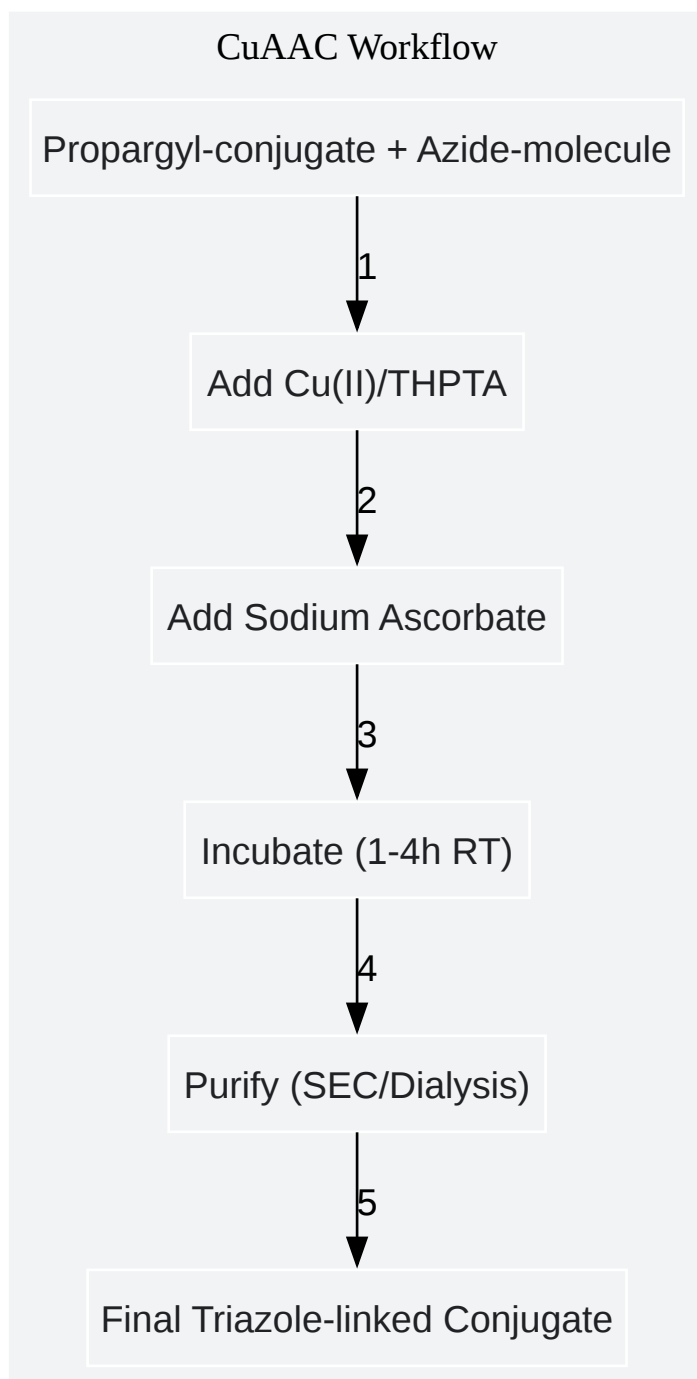 CuAAC Workflow
Propargyl-conjugate + Azide-molecule
1
Add Cu(II)/THPTA
2
Add Sodium Ascorbate
3
Incubate (1-4h RT)
4
Purify (SEC/Dialysis)
5
Final Triazole-linked Conjugate